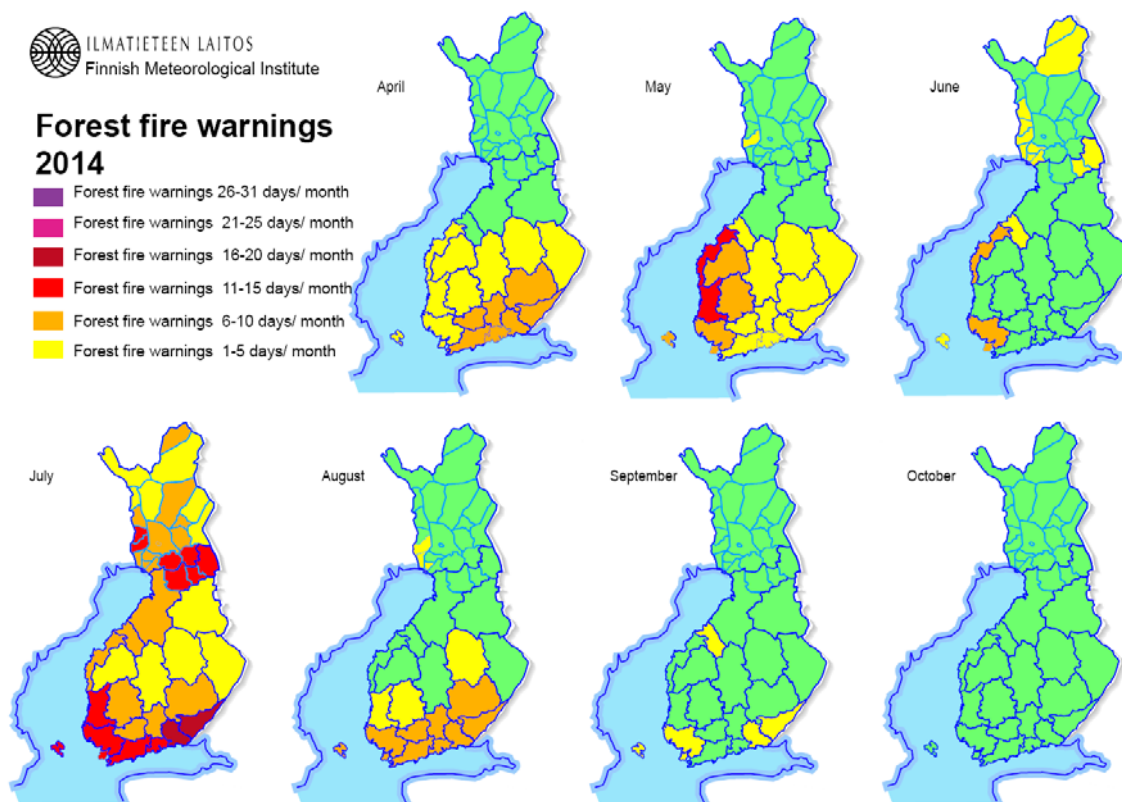 ILMATIETEEN LAITOS
Finnish Meteorological Institute
Forest fire warnings
2014
Forest fire warnings 26-31 days/ month
Forest fire warnings 21-25 days/ month
Forest fire warnings 16-20 days/ month
Forest fire warnings 11-15 days/ month
Forest fire warnings 6-10 days/ month
Forest fire warnings 1-5 days/ month
April
May
June
July
August
September
October